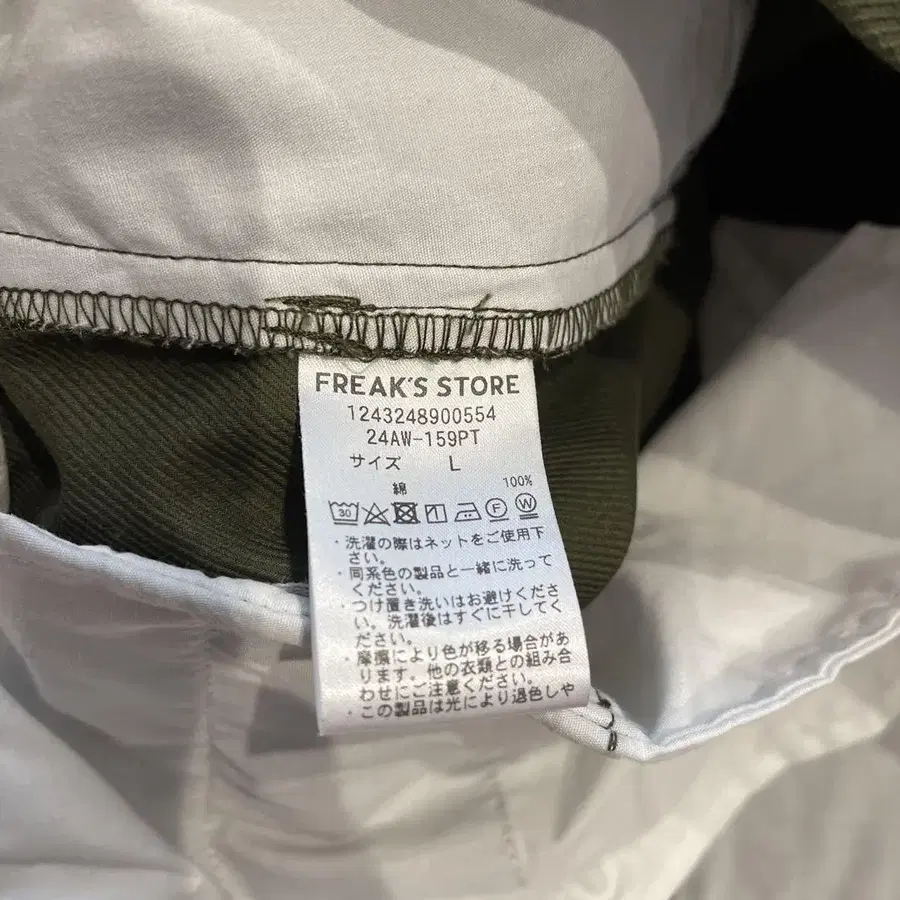 FREAK'S STORE
1243248900554
24AW-159PT
サイズ L
綿 100%
30 F W
・洗濯の際はネットをご使用下
さい。
・同系色の製品と一緒に洗って
ください。
・つけ置き洗いはお避けくださ
い。洗濯後はすぐに干してく
ださい。
・摩擦により色が移る場合があ
ります。他の衣類との組み合
わせにご注意ください。
・この製品は光により退色しや